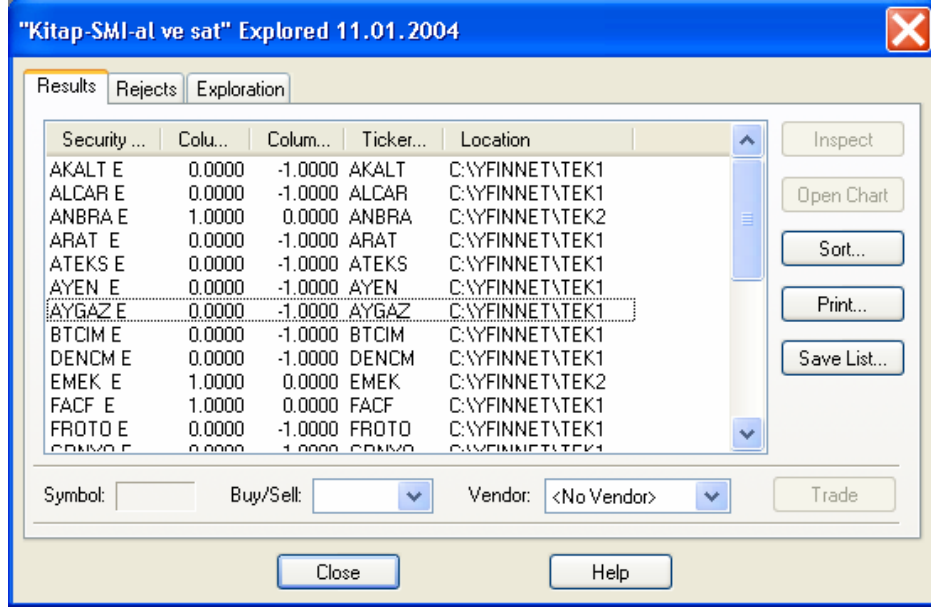 "Kitap-SMI-al ve sat" Explored 11.01.2004
Results Rejects Exploration
Security ... Colu... Colum... Ticker... Location
AKALT E 0.0000 -1.0000 AKALT C:\YFINNET\TEK1
ALCAR E 0.0000 -1.0000 ALCAR C:\YFINNET\TEK1
ANBRA E 1.0000 0.0000 ANBRA C:\YFINNET\TEK2
ARAT E 0.0000 -1.0000 ARAT C:\YFINNET\TEK1
ATEKS E 0.0000 -1.0000 ATEKS C:\YFINNET\TEK1
AYEN E 0.0000 -1.0000 AYEN C:\YFINNET\TEK1
AYGAZ E 0.0000 -1.0000 AYGAZ C:\YFINNET\TEK1
BTCIM E 0.0000 -1.0000 BTCIM C:\YFINNET\TEK1
DENCM E 0.0000 -1.0000 DENCM C:\YFINNET\TEK1
EMEK E 1.0000 0.0000 EMEK C:\YFINNET\TEK2
FACF E 1.0000 0.0000 FACF C:\YFINNET\TEK1
FROTO E 0.0000 -1.0000 FROTO C:\YFINNET\TEK1
Inspect
Open Chart
Sort...
Print...
Save List...
Symbol: Buy/Sell: Vendor: <No Vendor> Trade
Close Help